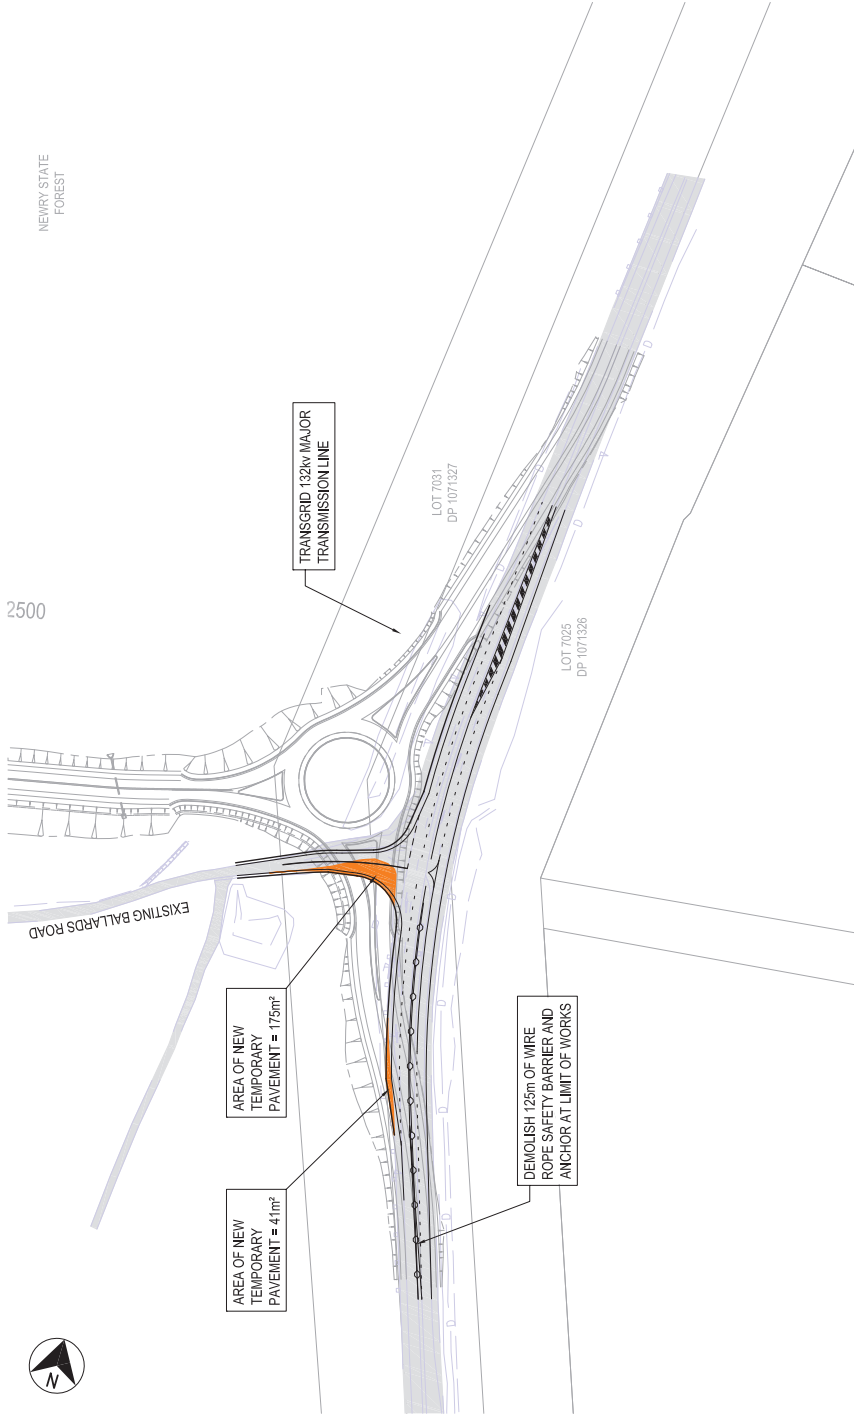 NEWRY STATE
FOREST
TRANSGRID 132kv MAJOR
TRANSMISSION LINE
LOT 7031
DP 1071327
2500
LOT 7025
DP 1071326
EXISTING BALLARDS ROAD
AREA OF NEW
TEMPORARY
PAVEMENT = 175m²
DEMOLISH 125m OF WIRE
ROPE SAFETY BARRIER AND
ANCHOR AT LIMIT OF WORKS
AREA OF NEW
TEMPORARY
PAVEMENT = 41m²
N